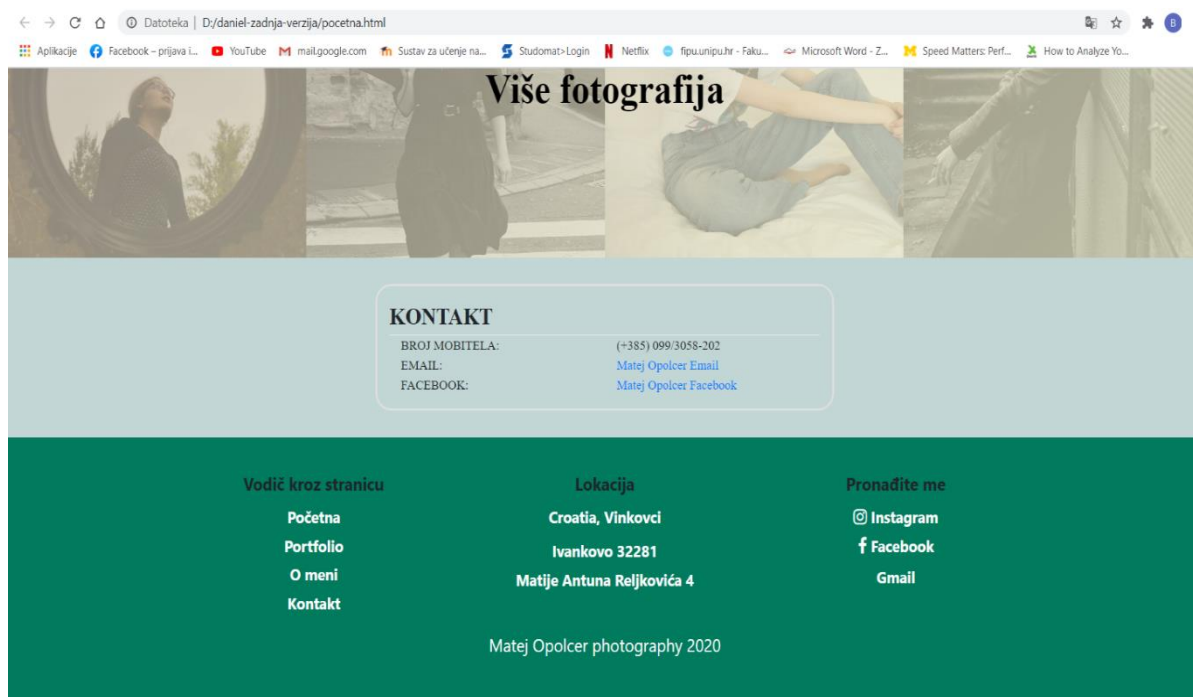 Datoteka | D:/daniel-zadnja-verzija/pocetna.html
B
Aplikacije Facebook – prijava i... YouTube mail.google.com Sustav za učenje na... Studomat>Login Netflix fipu.unipu.hr - Faku... Microsoft Word - Z... Speed Matters: Perf... How to Analyze Yo...
Više fotografija
KONTAKT
BROJ MOBITELA: (+385) 099/3058-202
EMAIL: Matej Opolcer Email
FACEBOOK: Matej Opolcer Facebook
Vodič kroz stranicu Lokacija Pronađite me
Početna Croatia, Vinkovci Instagram
Portfolio Ivankovo 32281 Facebook
O meni Matije Antuna Reljkovića 4 Gmail
Kontakt
Matej Opolcer photography 2020